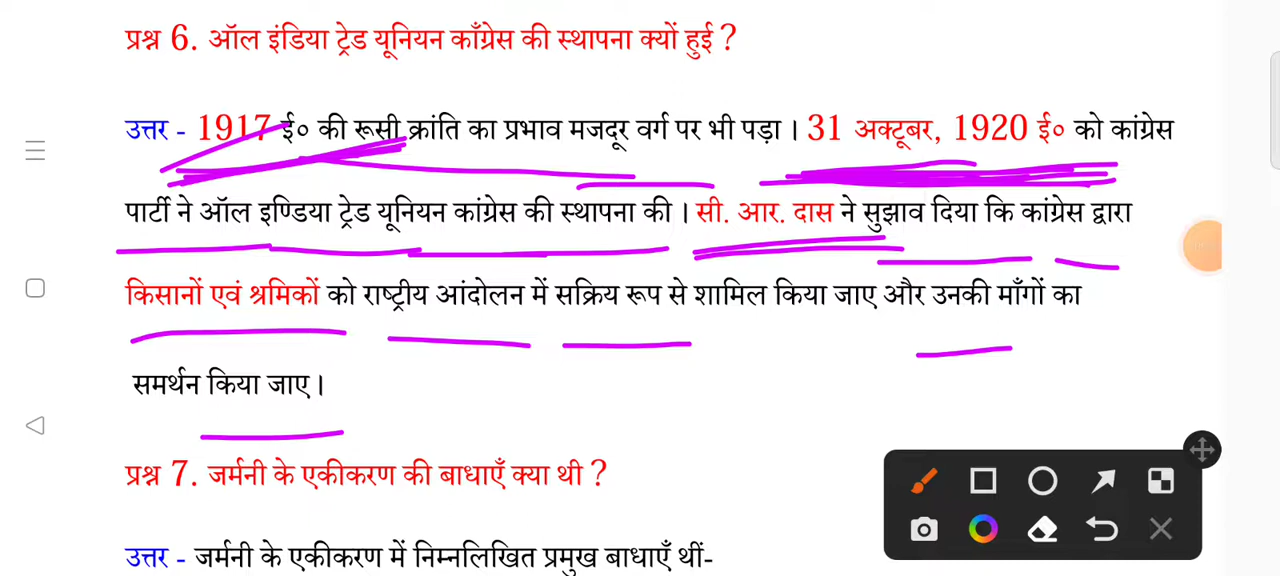 प्रश्न 6. ऑल इंडिया ट्रेड यूनियन काँग्रेस की स्थापना क्यों हुई ?
उत्तर - 1917 ई० की रूसी क्रांति का प्रभाव मजदूर वर्ग पर भी पड़ा । 31 अक्टूबर, 1920 ई० को कांग्रेस
पार्टी ने ऑल इण्डिया ट्रेड यूनियन कांग्रेस की स्थापना की । सी. आर. दास ने सुझाव दिया कि कांग्रेस द्वारा
किसानों एवं श्रमिकों को राष्ट्रीय आंदोलन में सक्रिय रूप से शामिल किया जाए और उनकी माँगों का
समर्थन किया जाए।
प्रश्न 7. जर्मनी के एकीकरण की बाधाएँ क्या थी ?
उत्तर - जर्मनी के एकीकरण में निम्नलिखित प्रमुख बाधाएँ थीं-